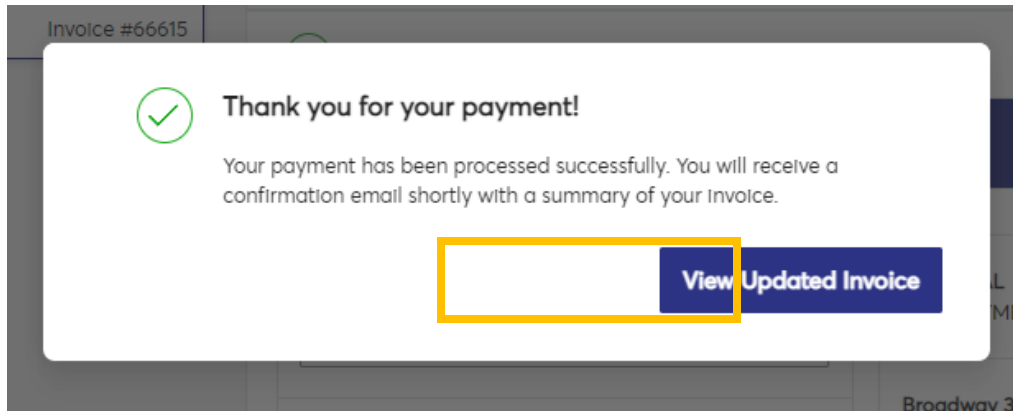 Invoice #66615
Thank you for your payment!
Your payment has been processed successfully. You will receive a
confirmation email shortly with a summary of your invoice.
View Updated Invoice
Broadway 3